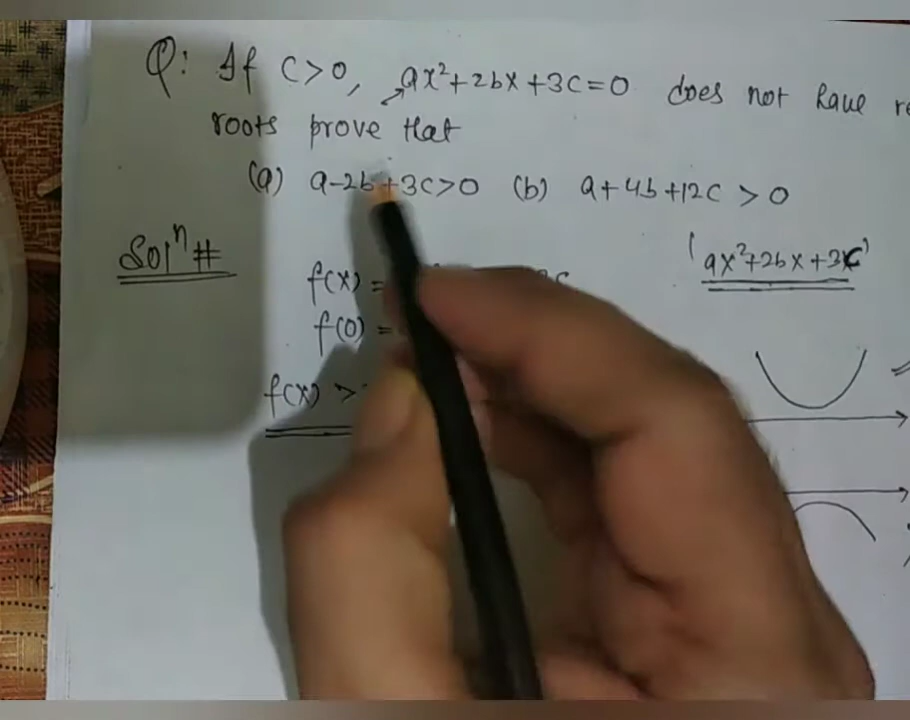 Q: If c>0, ax²+2bx+3c=0 does not have
roots prove that
(a) a-2b+3c>0 (b) a+4b+12c >0
Solⁿ #
(ax²+2bx+3c)
f(x) =
f(0) =
f(x) >